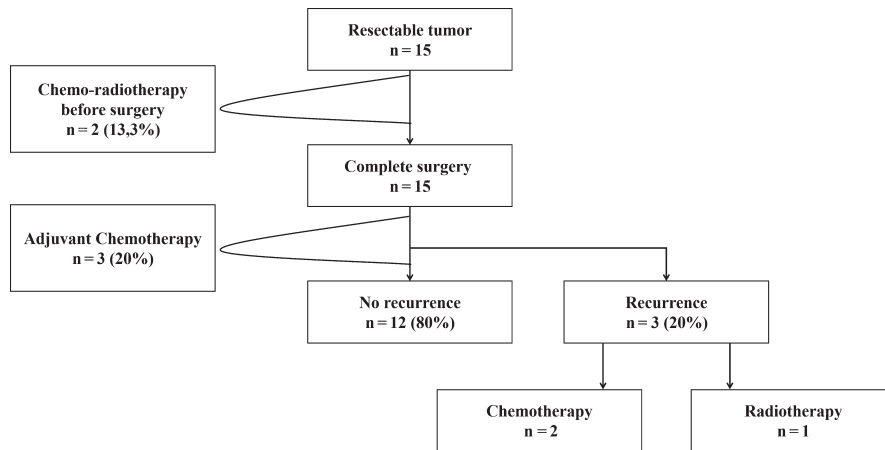 Resectable tumor
n = 15
Chemo-radiotherapy
before surgery
n = 2 (13,3%)
Complete surgery
n = 15
Adjuvant Chemotherapy
n = 3 (20%)
No recurrence
n = 12 (80%)
Recurrence
n = 3 (20%)
Chemotherapy
n = 2
Radiotherapy
n = 1